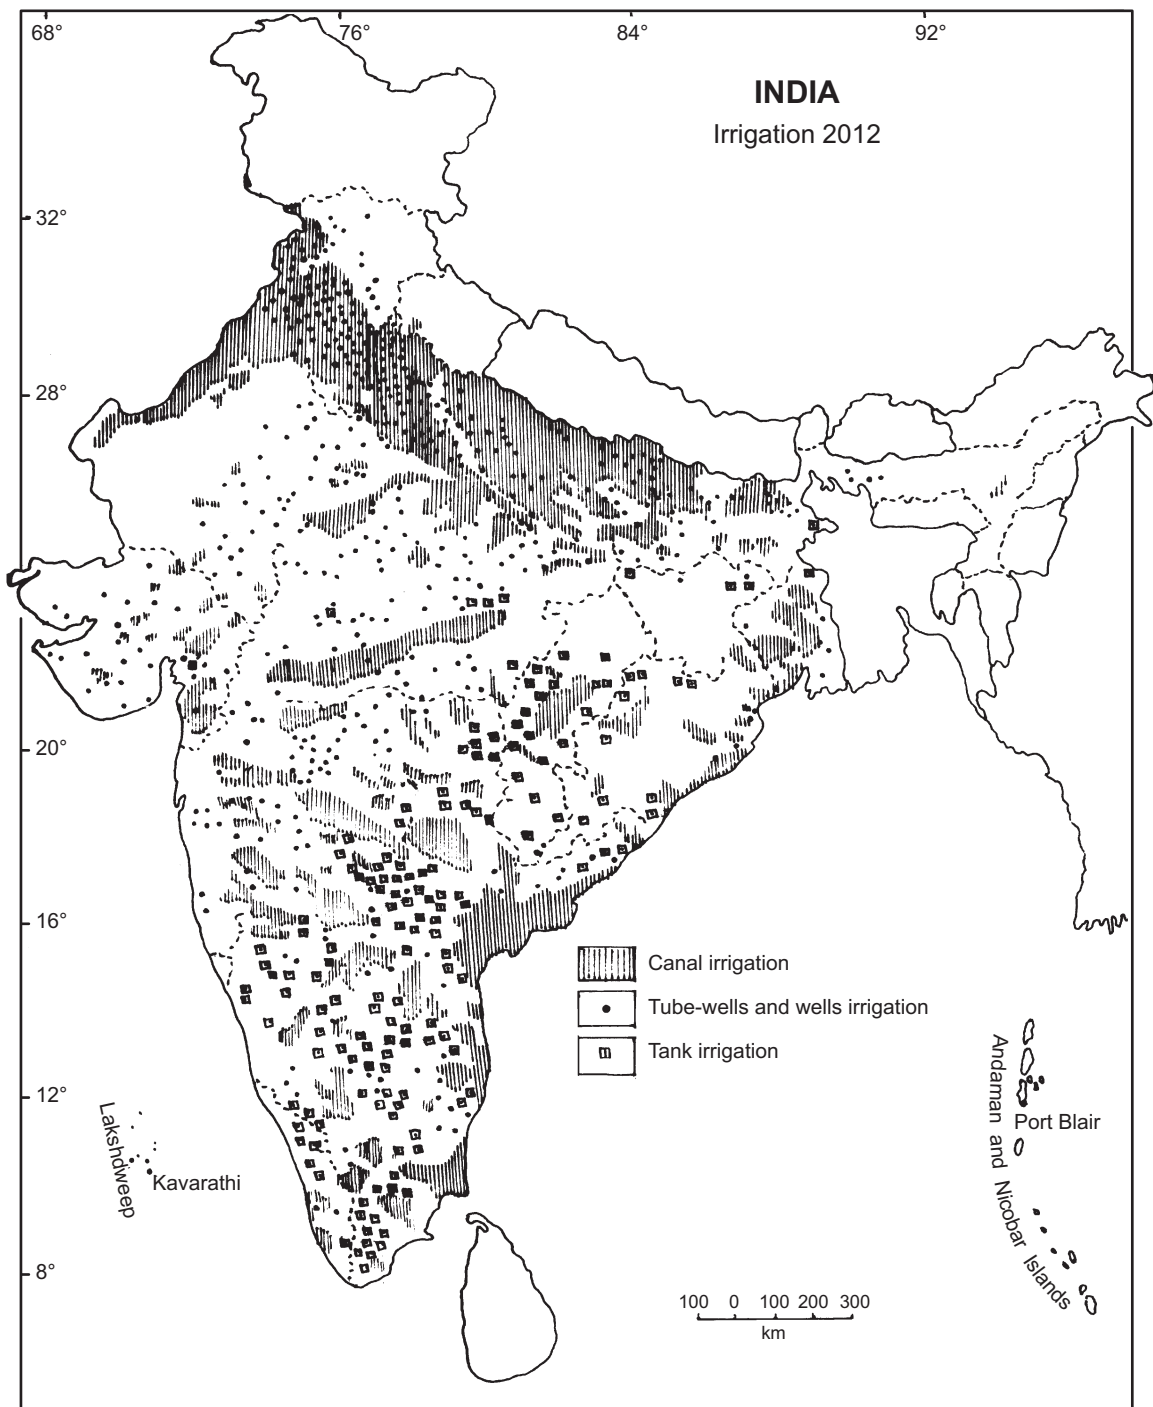 68°
76°
84°
92°
INDIA
Irrigation 2012
32°
28°
20°
16°
12°
8°
Canal irrigation
Tube-wells and wells irrigation
Tank irrigation
Lakshdweep
Kavarathi
Andaman and Nicobar Islands
Port Blair
100 0 100 200 300
km